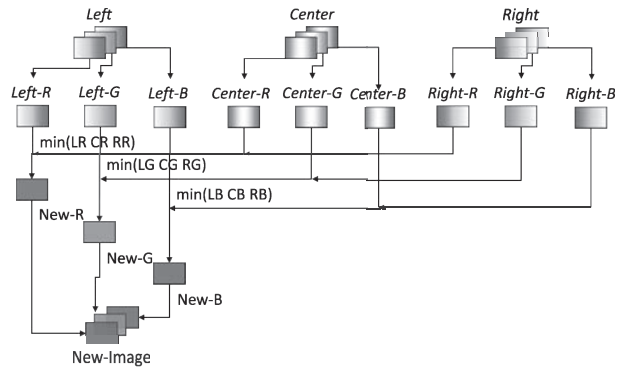 Left Center Right
Left-R Left-G Left-B Center-R Center-G Center-B Right-R Right-G Right-B
min(LR CR RR)
min(LG CG RG)
min(LB CB RB)
New-R
New-G
New-B
New-Image